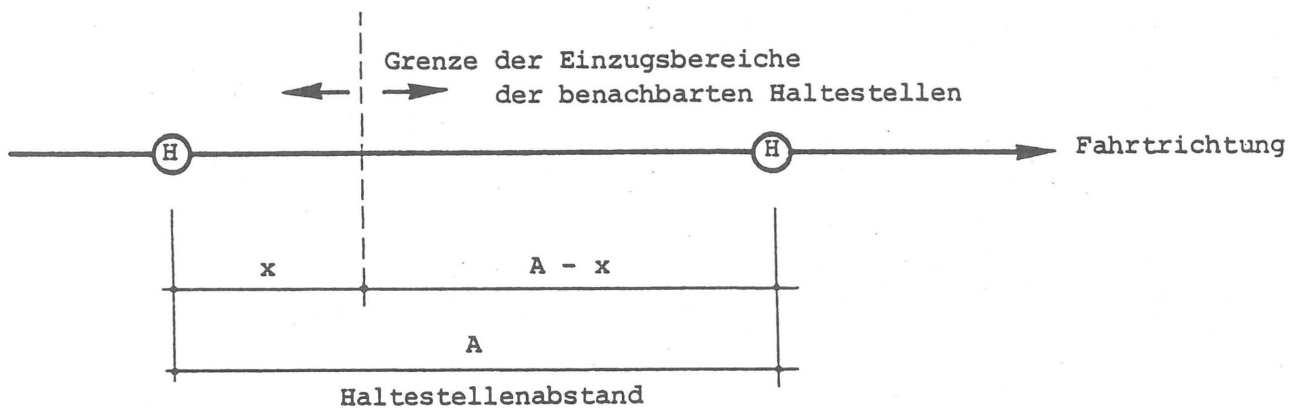 Grenze der Einzugsbereiche
der benachbarten Haltestellen
H
H
Fahrtrichtung
x
A - x
A
Haltestellenabstand